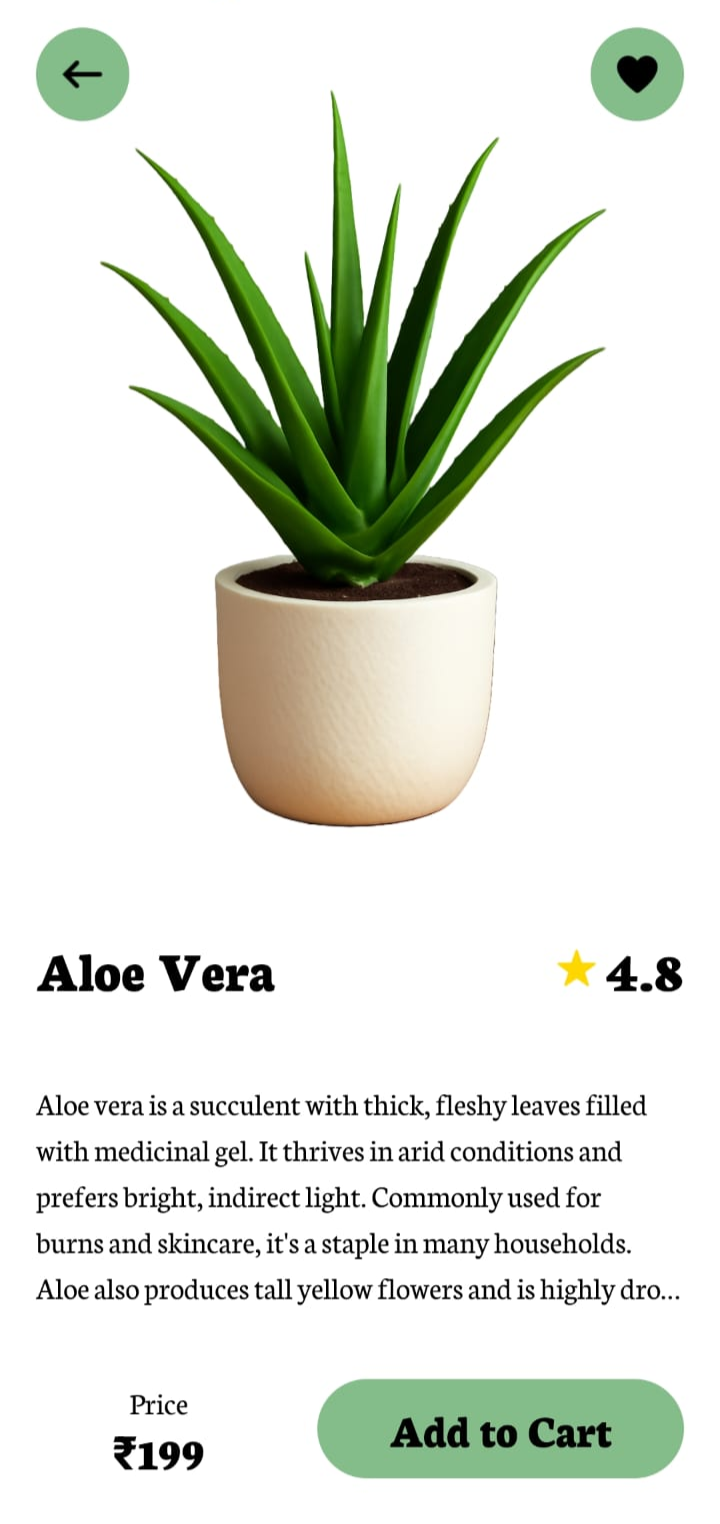 Aloe Vera
4.8
Aloe vera is a succulent with thick, fleshy leaves filled
with medicinal gel. It thrives in arid conditions and
prefers bright, indirect light. Commonly used for
burns and skincare, it's a staple in many households.
Aloe also produces tall yellow flowers and is highly dro...
Price
₹199
Add to Cart